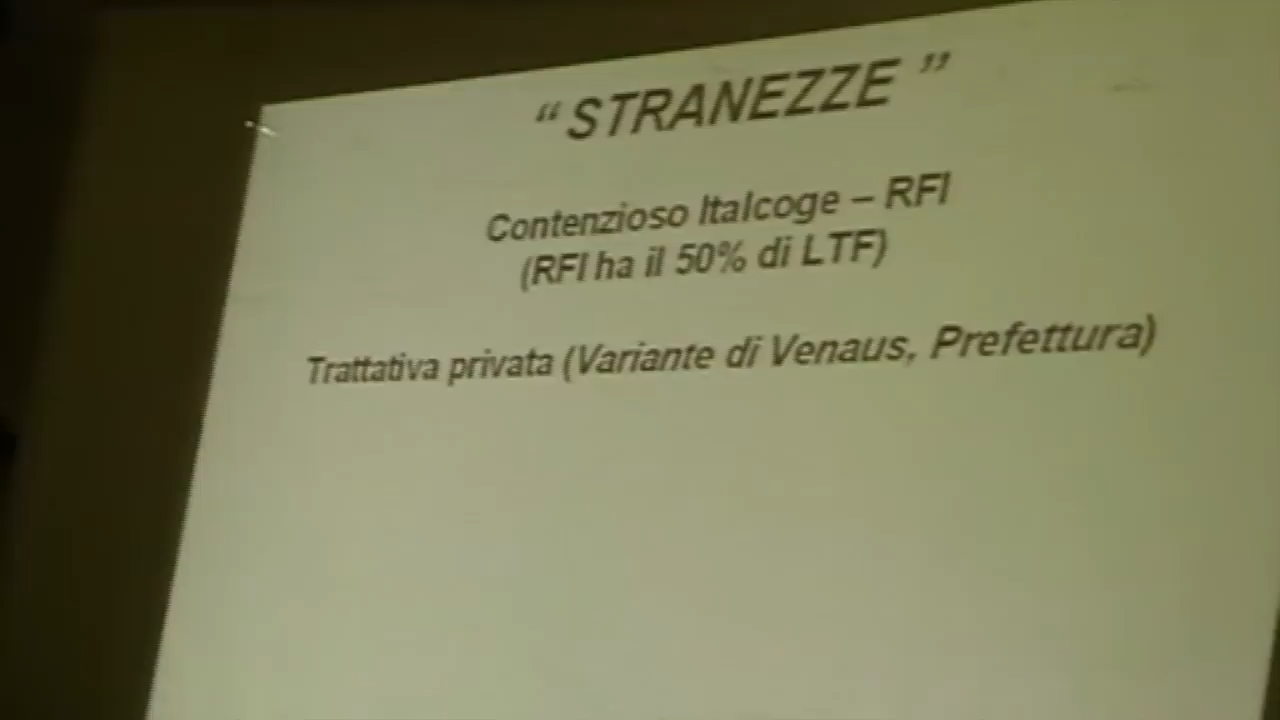 “ STRANEZZE ”
Contenzioso Italcoge – RFI
(RFI ha il 50% di LTF)
Trattativa privata (Variante di Venaus, Prefettura)